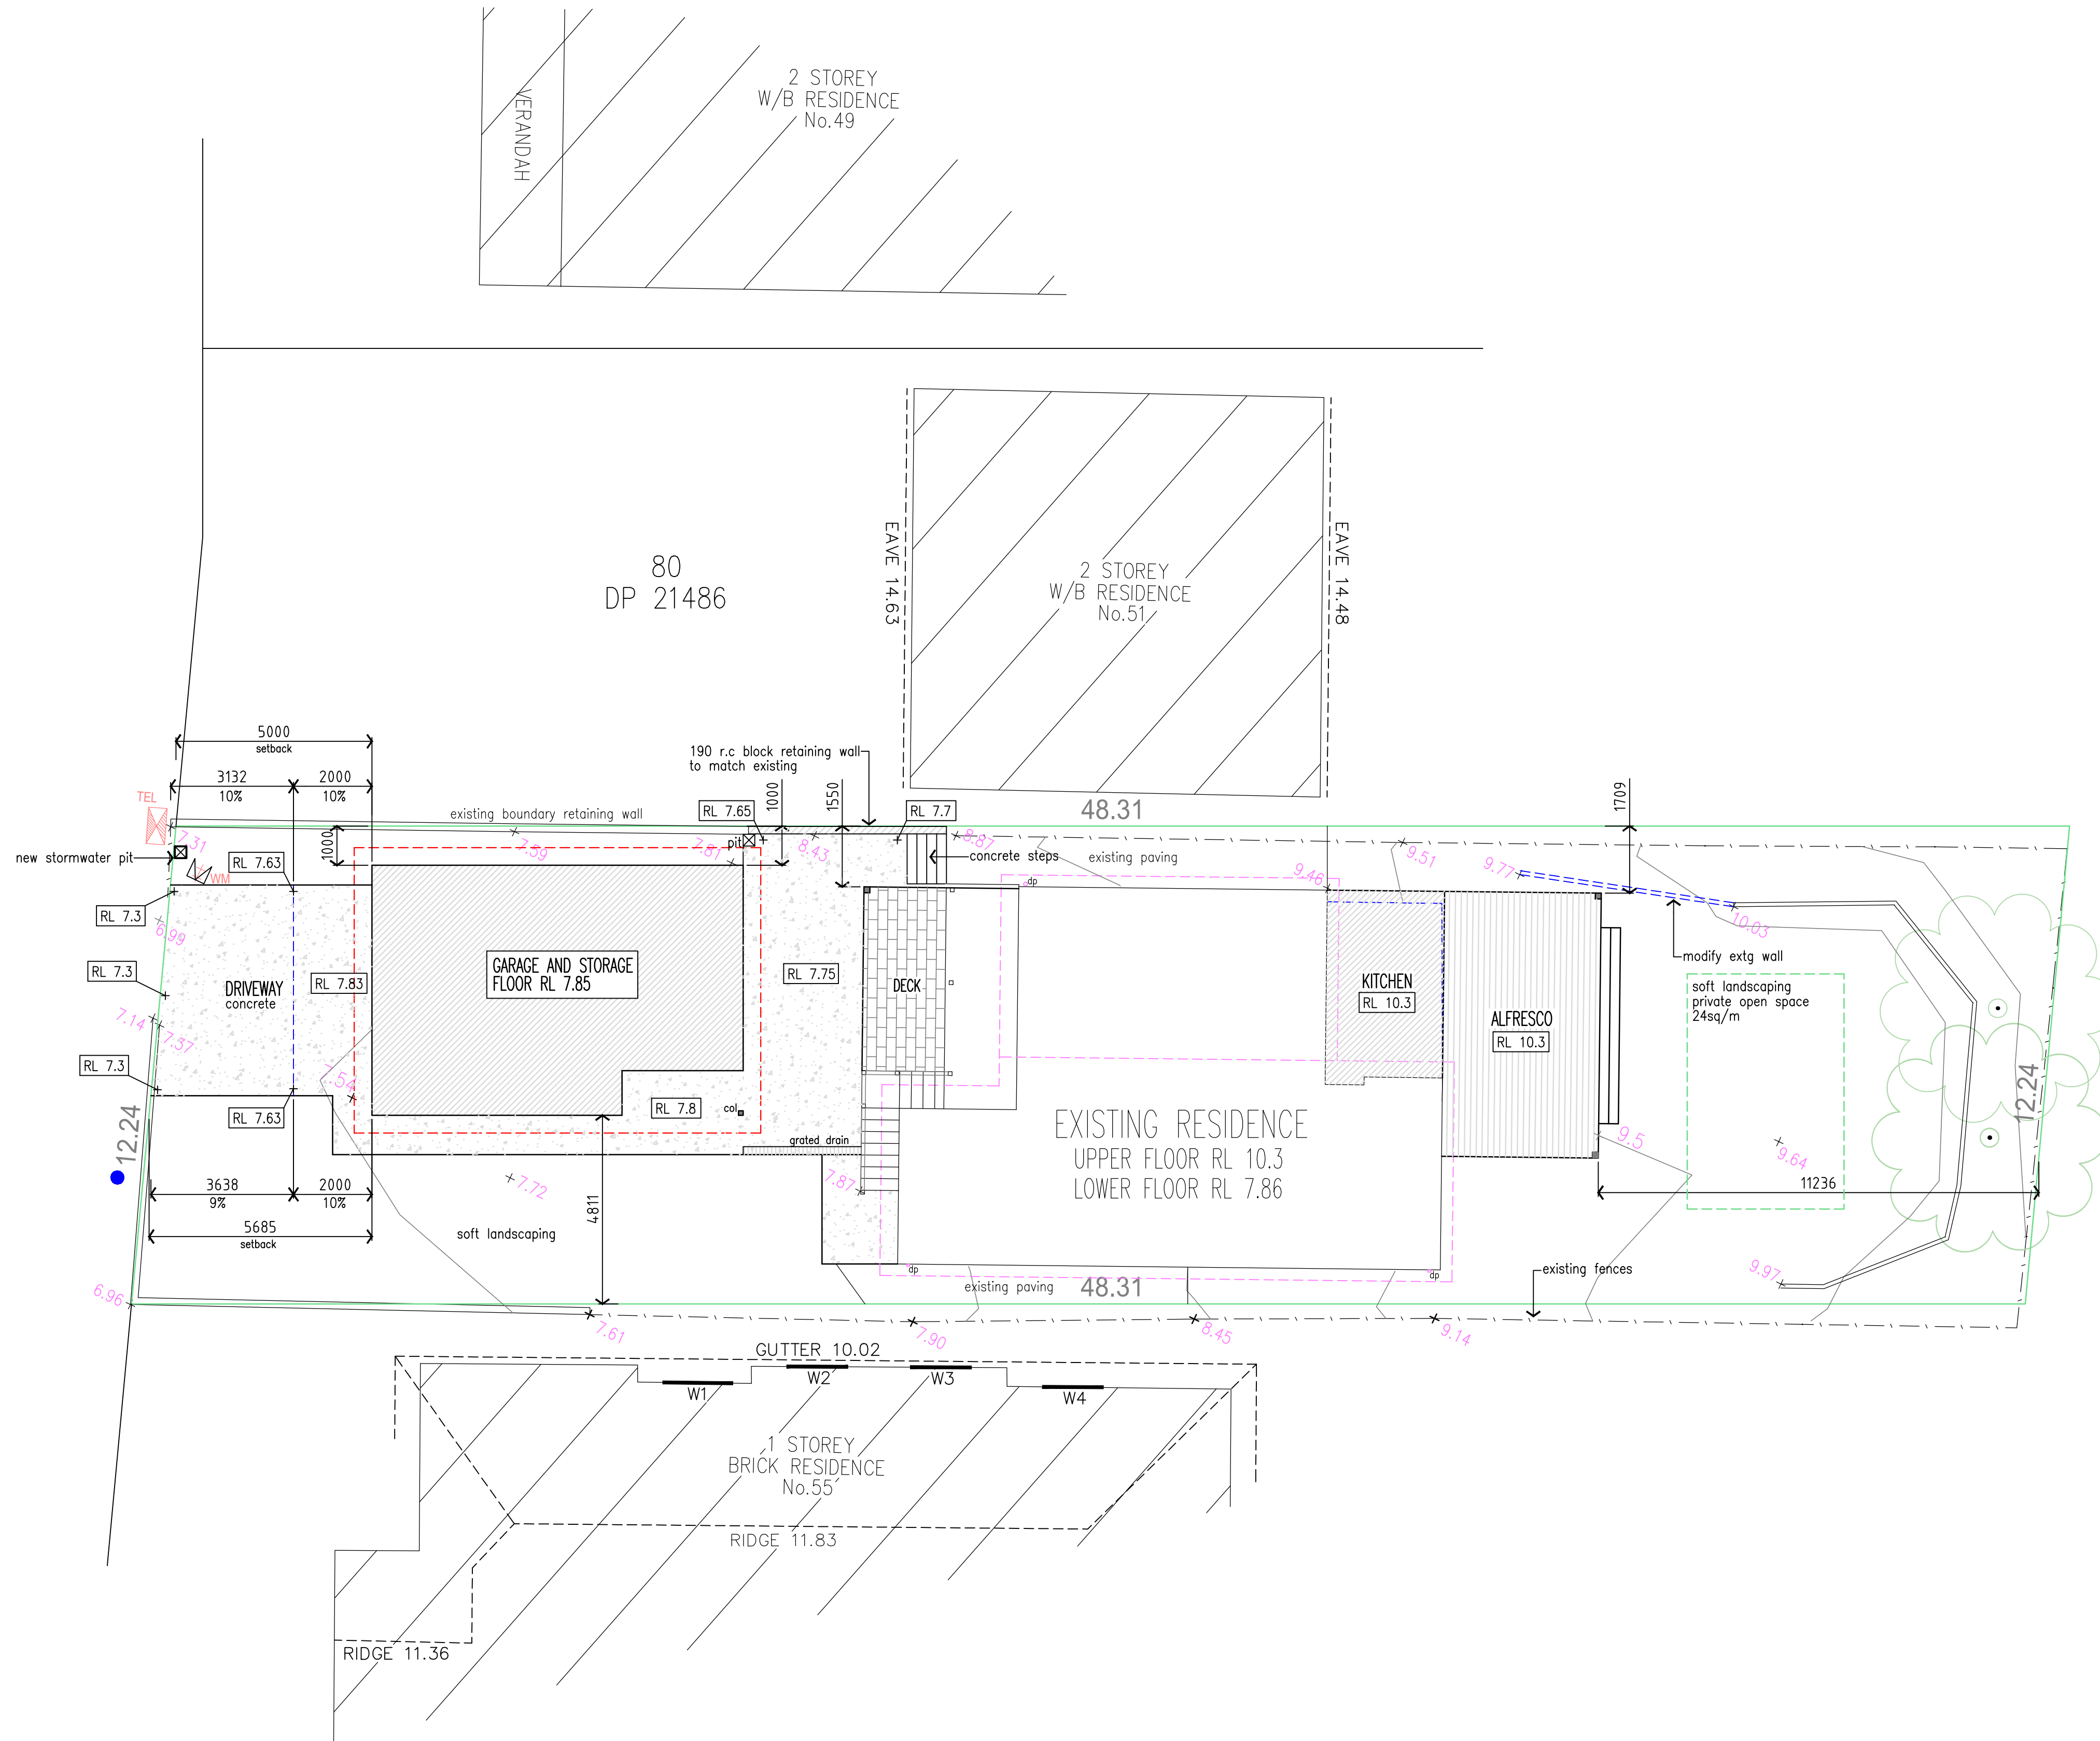 2 STOREY
W/B RESIDENCE
No.49
VERANDAH
80
DP 21486
EAVE 14.63
2 STOREY
W/B RESIDENCE
No.51
EAVE 14.48
5000
setback
3132
10%
2000
10%
TEL
existing boundary retaining wall
190 r.c block retaining wall
to match existing
RL 7.65
1000
1550
RL 7.7
48.31
1709
1000
7.31
7.59
7.81
pit
8.43
8.87
concrete steps
existing paving
9.46
9.51
9.77
new stormwater pit
WM
RL 7.63
dp
RL 7.3
6.99
10.03
modify extg wall
RL 7.3
DRIVEWAY
concrete
RL 7.83
GARAGE AND STORAGE
FLOOR RL 7.85
RL 7.75
DECK
KITCHEN
RL 10.3
ALFRESCO
RL 10.3
soft landscaping
private open space
24sq/m
7.14
7.37
RL 7.3
7.54
RL 7.63
RL 7.8
col
grated drain
EXISTING RESIDENCE
UPPER FLOOR RL 10.3
LOWER FLOOR RL 7.86
9.5
9.64
12.24
12.24
3638
9%
2000
10%
7.72
7.87
4811
11236
5685
setback
soft landscaping
dp
dp
existing paving
48.31
existing fences
9.97
6.96
7.61
7.90
8.45
9.14
GUTTER 10.02
W1
W2
W3
W4
1 STOREY
BRICK RESIDENCE
No.55
RIDGE 11.83
RIDGE 11.36